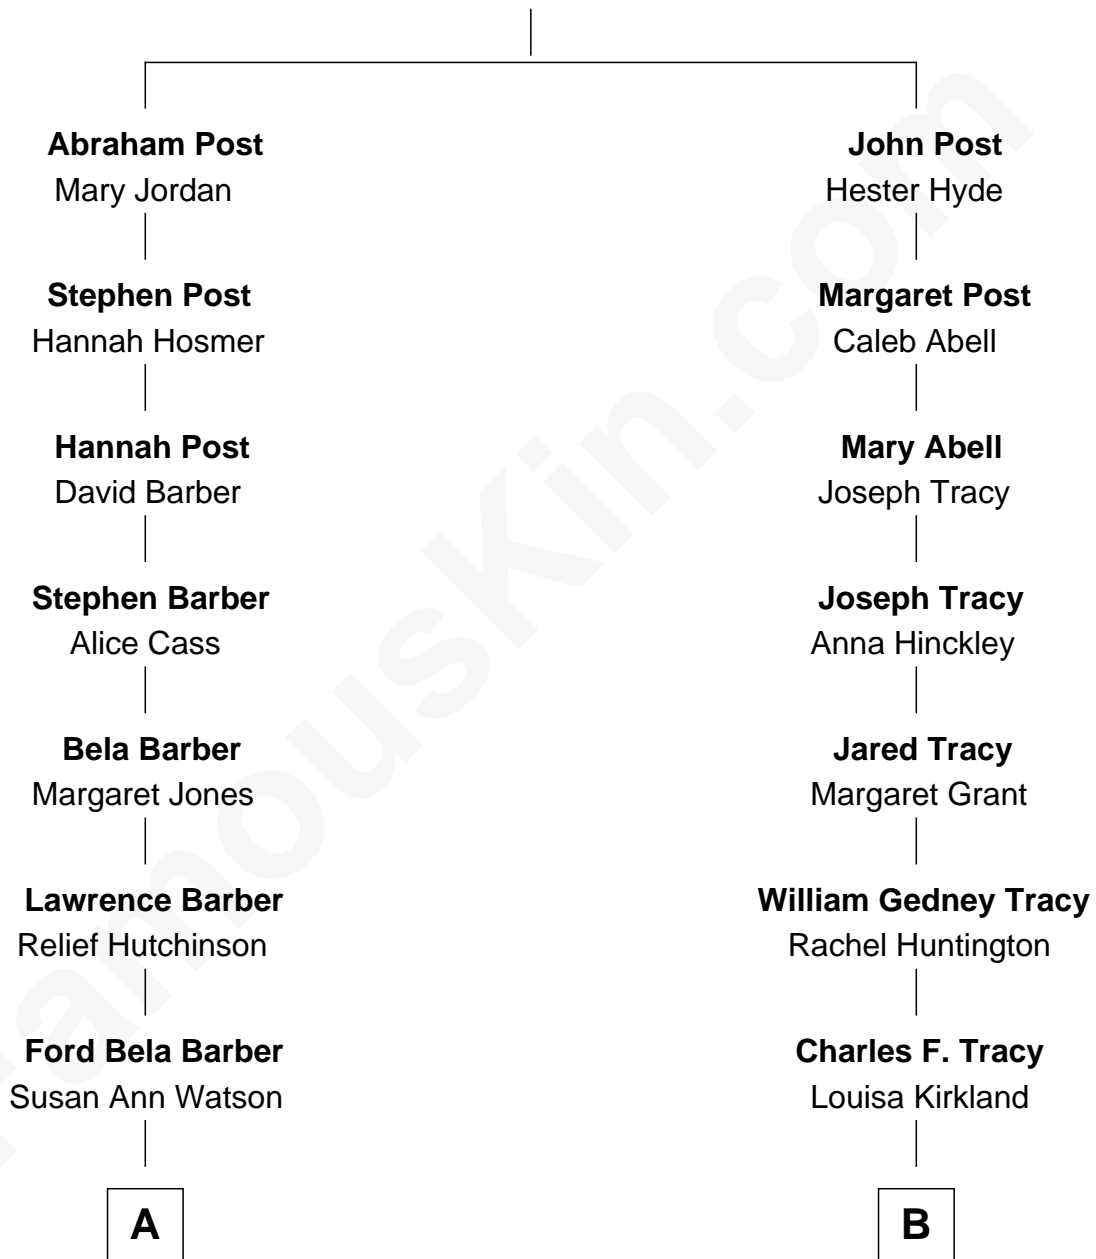 Abraham Post
Mary Jordan
Stephen Post
Hannah Hosmer
Hannah Post
David Barber
Stephen Barber
Alice Cass
Bela Barber
Margaret Jones
Lawrence Barber
Relief Hutchinson
Ford Bela Barber
Susan Ann Watson
A
John Post
Hester Hyde
Margaret Post
Caleb Abell
Mary Abell
Joseph Tracy
Joseph Tracy
Anna Hinckley
Jared Tracy
Margaret Grant
William Gedney Tracy
Rachel Huntington
Charles F. Tracy
Louisa Kirkland
B
FamousKin.com